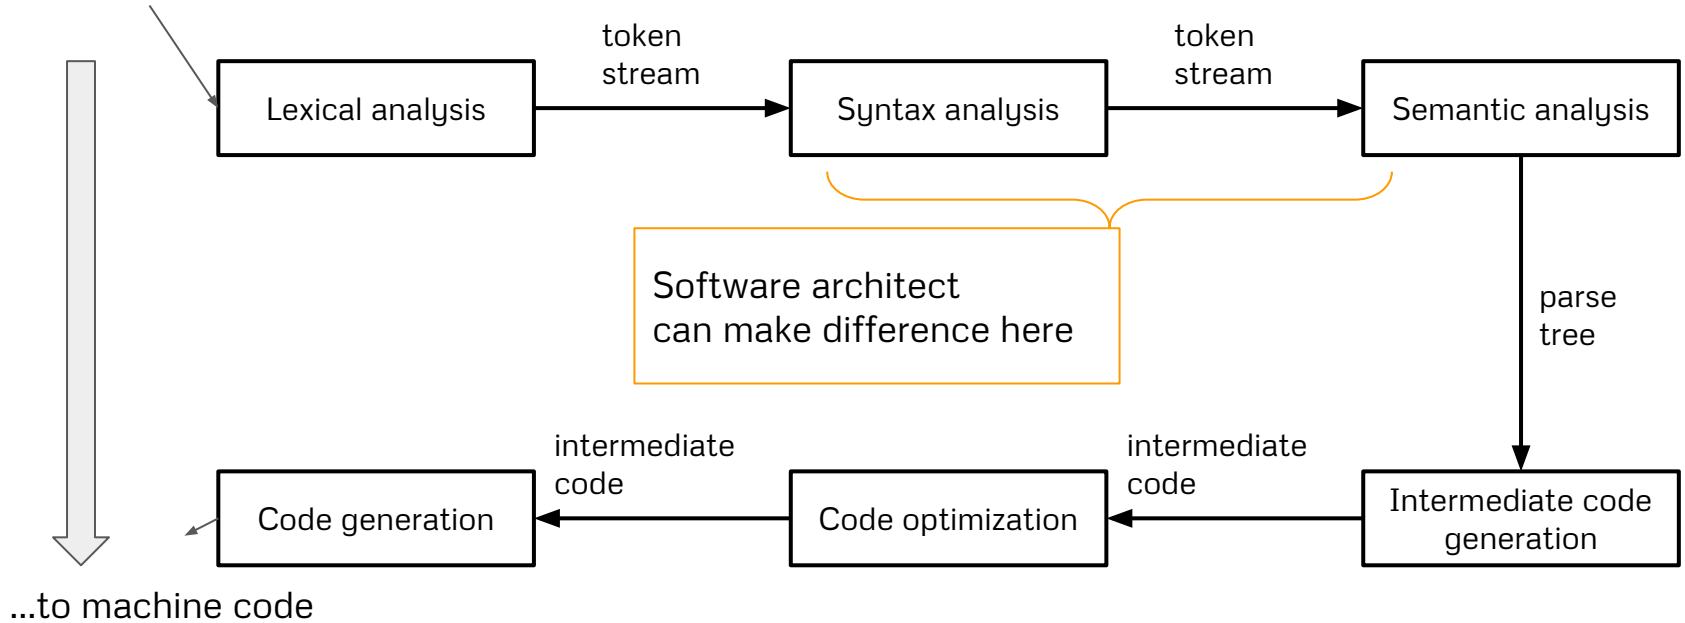 token
stream
token
stream
Lexical analysis
Syntax analysis
Semantic analysis
Software architect
can make difference here
parse
tree
intermediate
code
intermediate
code
Code generation
Code optimization
Intermediate code
generation
...to machine code